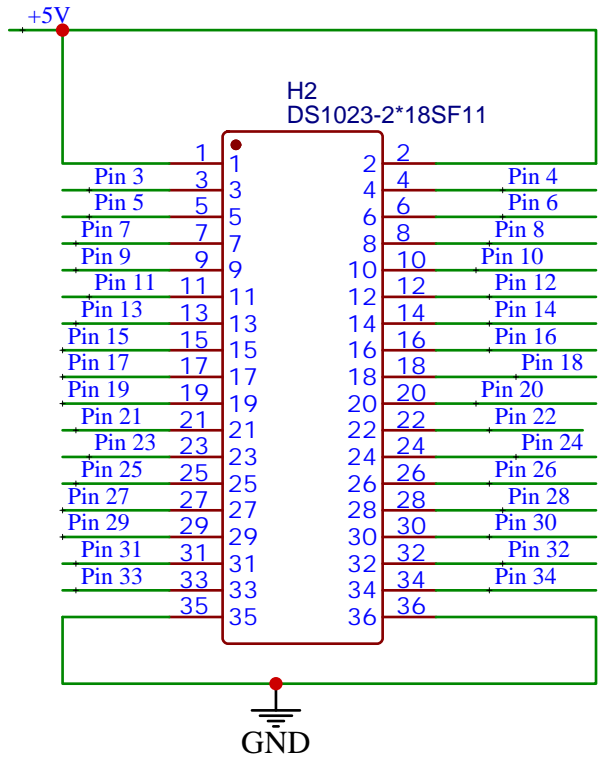 +5V
H2
DS1023-2*18SF11
1 1 2 2
Pin 3 3 3 4 4 Pin 4
Pin 5 5 5 6 6 Pin 6
Pin 7 7 7 8 8 Pin 8
Pin 9 9 9 10 10 Pin 10
Pin 11 11 11 12 12 Pin 12
Pin 13 13 13 14 14 Pin 14
Pin 15 15 15 16 16 Pin 16
Pin 17 17 17 18 18 Pin 18
Pin 19 19 19 20 20 Pin 20
Pin 21 21 21 22 22 Pin 22
Pin 23 23 23 24 24 Pin 24
Pin 25 25 25 26 26 Pin 26
Pin 27 27 27 28 28 Pin 28
Pin 29 29 29 30 30 Pin 30
Pin 31 31 31 32 32 Pin 32
Pin 33 33 33 34 34 Pin 34
35 35 36 36
GND